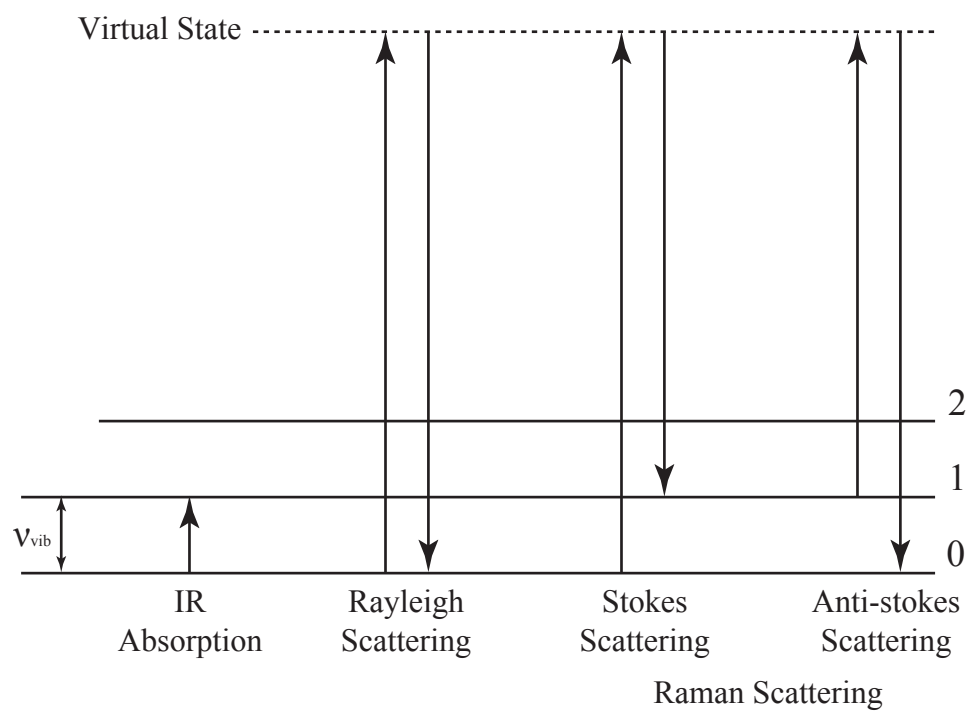 Virtual State
2
1
0
νvib
IR
Absorption
Rayleigh
Scattering
Stokes
Scattering
Anti-stokes
Scattering
Raman Scattering